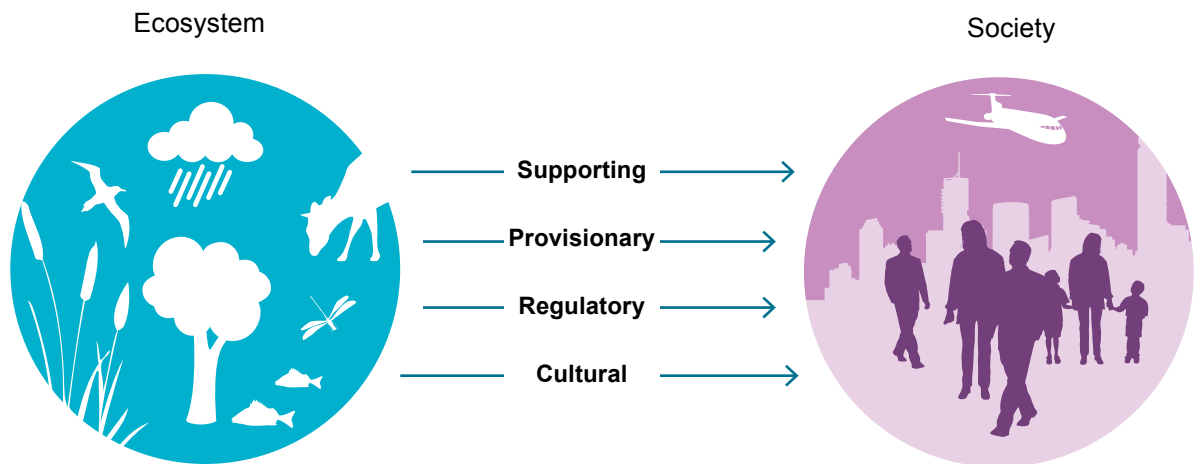 Ecosystem
Society
Supporting
Provisionary
Regulatory
Cultural